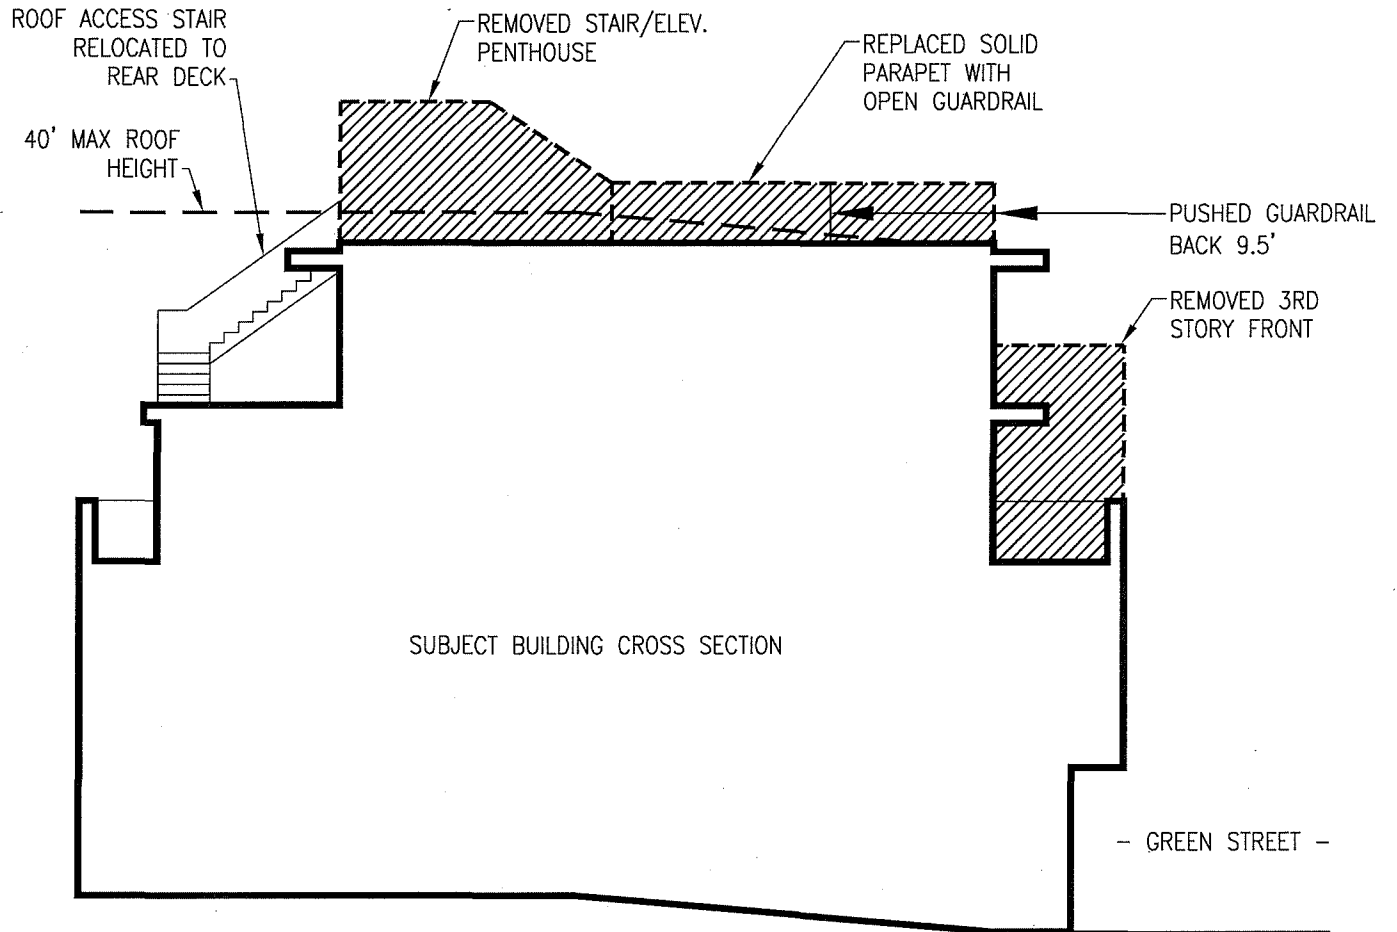 ROOF ACCESS STAIR
RELOCATED TO
REAR DECK
REMOVED STAIR/ELEV.
PENTHOUSE
REPLACED SOLID
PARAPET WITH
OPEN GUARDRAIL
40' MAX ROOF
HEIGHT
PUSHED GUARDRAIL
BACK 9.5'
REMOVED 3RD
STORY FRONT
SUBJECT BUILDING CROSS SECTION
- GREEN STREET -